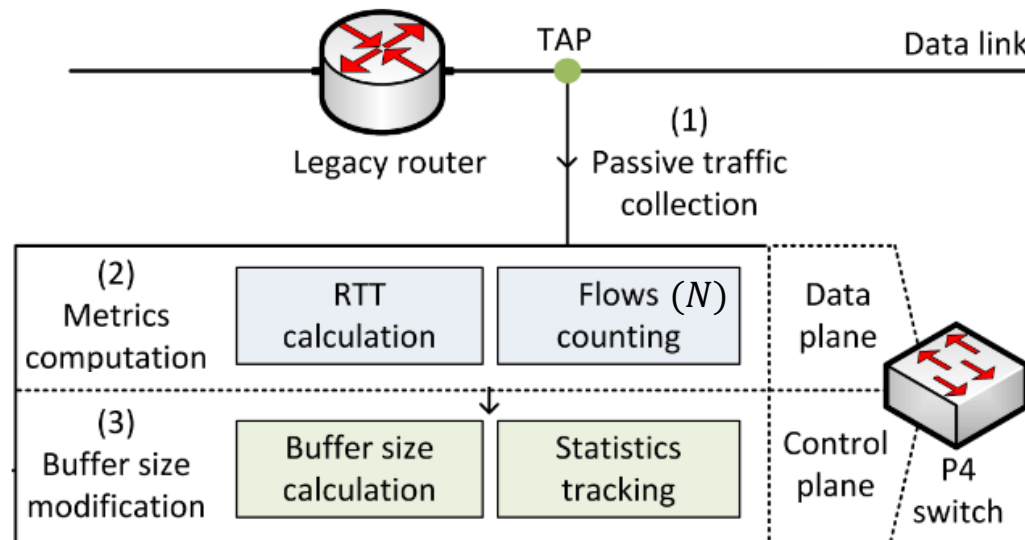 TAP
Data link
Legacy router
(1)
Passive traffic
collection
(2)
Metrics
computation
RTT
calculation
Flows (N)
counting
Data
plane
(3)
Buffer size
modification
Buffer size
calculation
Statistics
tracking
Control
plane
P4
switch